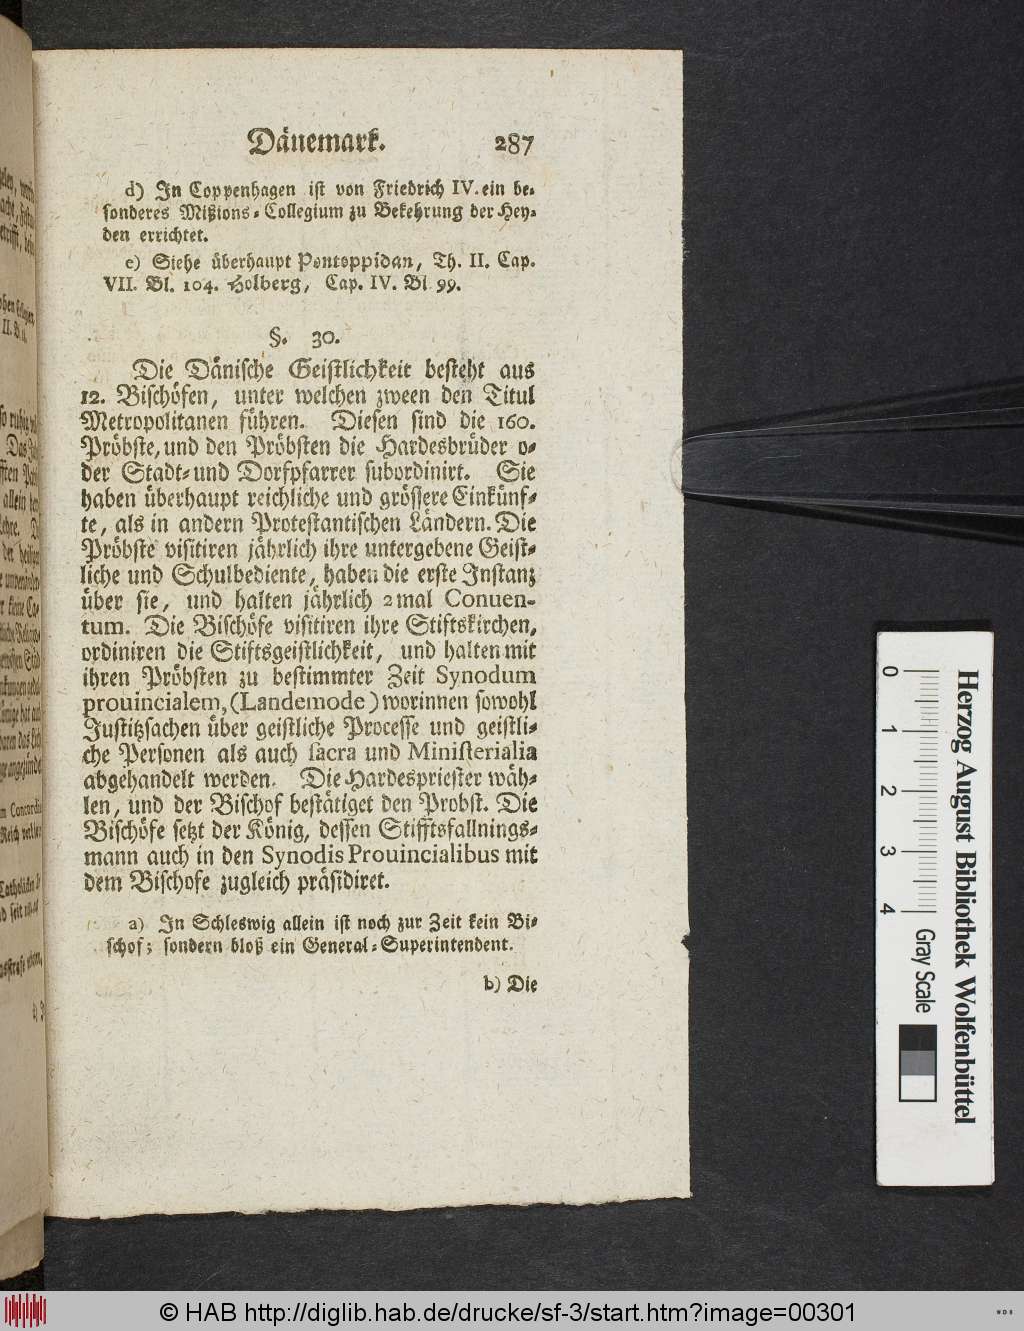 Dänemark. 287
d) In Coppenhagen ist von Friedrich IV. ein be-
sonderes Mißions-Collegium zu Bekehrung der Hey-
den errichtet.
e) Siehe überhaupt Pontoppidan, Th. II. Cap.
VII. Bl. 104. Holberg, Cap. IV. Bl. 99.
§. 30.
Die Dänische Geistlichkeit besteht aus
12. Bischöfen, unter welchen zween den Titul
Metropolitanen führen. Diesen sind die 160.
Pröbste, und den Pröbsten die Hardesbrüder o-
der Stadt- und Dorfpfarrer subordinirt. Sie
haben überhaupt reichliche und grössere Einkünf-
te, als in andern Protestantischen Ländern. Die
Pröbste visitiren jährlich ihre untergebene Geist-
liche und Schulbediente, haben die erste Instanz
über sie, und halten jährlich 2mal Conuen-
tum. Die Bischöfe visitiren ihre Stiftskirchen,
ordiniren die Stiftsgeistlichkeit, und halten mit
ihren Pröbsten zu bestimmter Zeit Synodum
prouincialem, (Landemode) worinnen sowohl
Justitzsachen über geistliche Processe und geistli-
che Personen als auch sacra und Ministerialia
abgehandelt werden. Die Hardespriester wäh-
len, und der Bischof bestätiget den Probst. Die
Bischöfe setzt der König, dessen Stifftsfallnings-
mann auch in den Synodis Prouincialibus mit
dem Bischofe zugleich präsidiret.
a) In Schleswig allein ist noch zur Zeit kein Bi-
schof; sondern bloß ein General-Superintendent.
b) Die
0 1 2 3 4 Gray Scale
Herzog August Bibliothek Wolfenbüttel
© HAB http://diglib.hab.de/drucke/sf-3/start.htm?image=00301